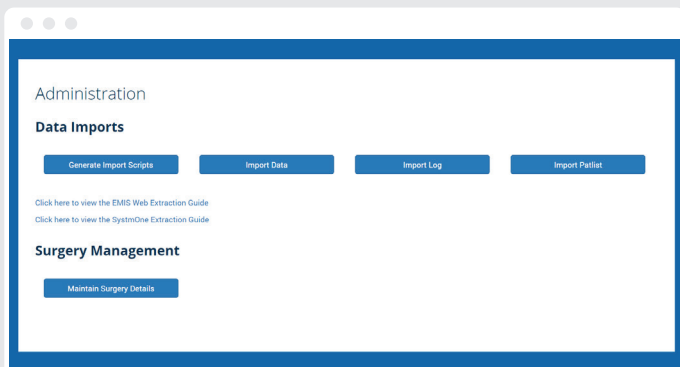 Administration
Data Imports
Generate Import Scripts
Import Data
Import Log
Import Patlist
Click here to view the EMIS Web Extraction Guide
Click here to view the SystmOne Extraction Guide
Surgery Management
Maintain Surgery Details